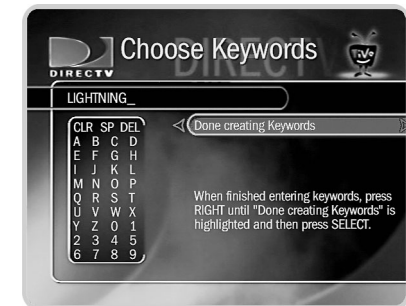 DIRECTV
Choose Keywords
TiVo
LIGHTNING_
CLR SP DEL
A B C D
E F G H
I J K L
M N O P
Q R S T
U V W X
Y Z 0 1
2 3 4 5
6 7 8 9
Done creating Keywords
When finished entering keywords, press
RIGHT until "Done creating Keywords" is
highlighted and then press SELECT.